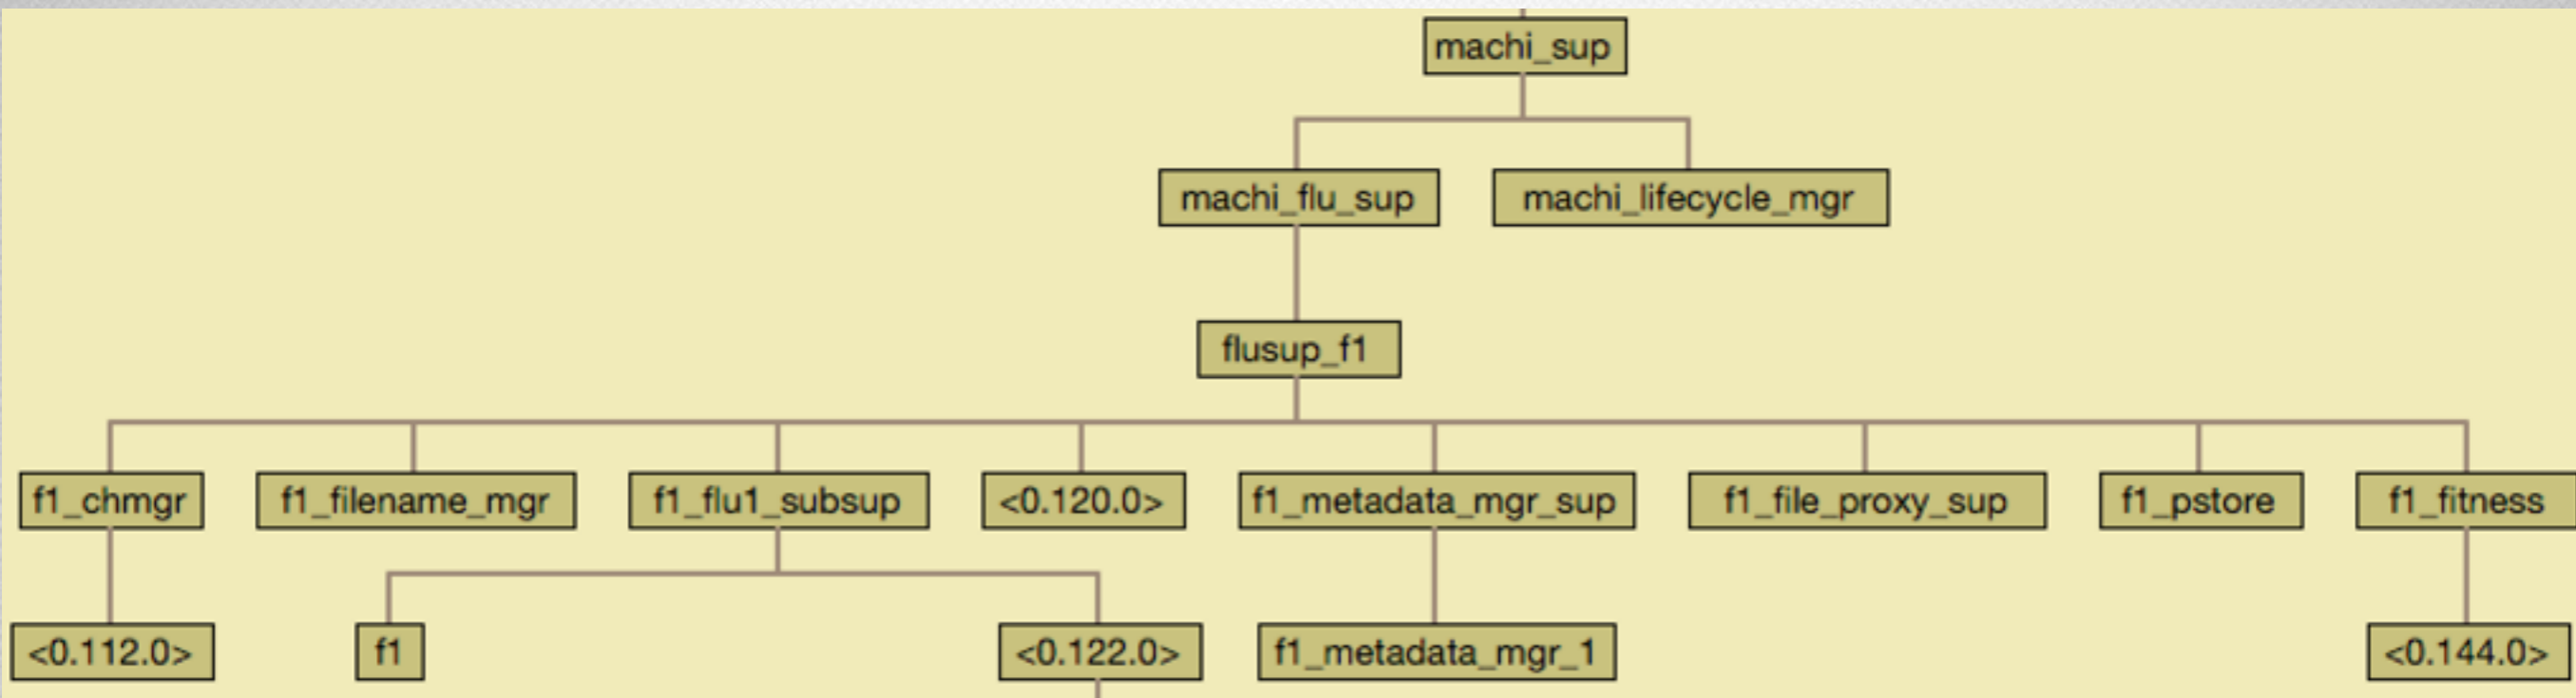 machi_sup
machi_flu_sup machi_lifecycle_mgr
flusup_f1
f1_chmgr f1_filename_mgr f1_flu1_subsup <0.120.0> f1_metadata_mgr_sup f1_file_proxy_sup f1_pstore f1_fitness
<0.112.0> f1 <0.122.0> f1_metadata_mgr_1 <0.144.0>